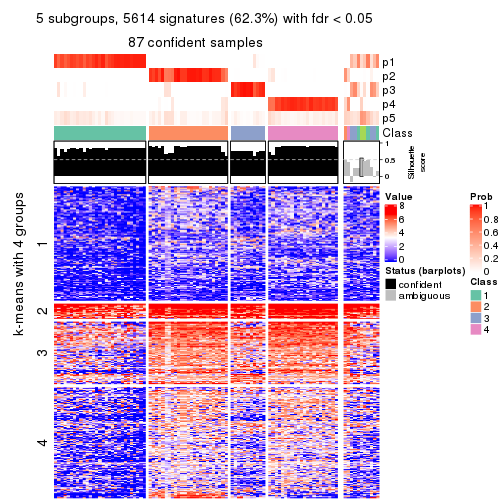 5 subgroups, 5614 signatures (62.3%) with fdr < 0.05
87 confident samples
p1
p2
p3
p4
p5
Class
1
0.5
0
Silhouette
score
k-means with 4 groups
1
2
3
4
Value
8
6
4
2
0
Status (barplots)
confident
ambiguous
Prob
1
0.8
0.6
0.4
0.2
0
Class
1
2
3
4